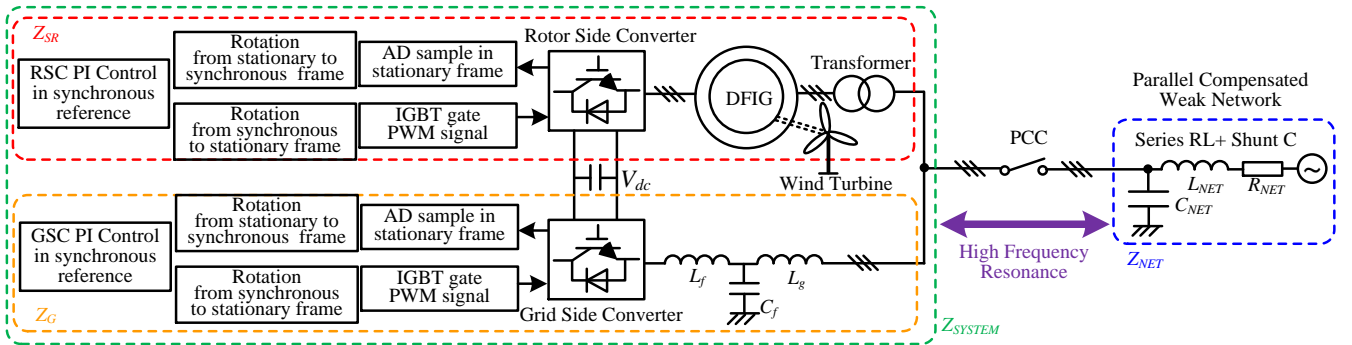 Z_SR
RSC PI Control
in synchronous
reference
Rotation
from stationary to
synchronous frame
AD sample in
stationary frame
Rotation
from synchronous
to stationary frame
IGBT gate
PWM signal
Rotor Side Converter
DFIG
Transformer
Wind Turbine
V_dc
Z_G
GSC PI Control
in synchronous
reference
Rotation
from stationary to
synchronous frame
AD sample in
stationary frame
Rotation
from synchronous
to stationary frame
IGBT gate
PWM signal
Grid Side Converter
L_f
C_f
L_g
Z_SYSTEM
PCC
High Frequency
Resonance
Parallel Compensated
Weak Network
Series RL+ Shunt C
L_NET
R_NET
C_NET
Z_NET